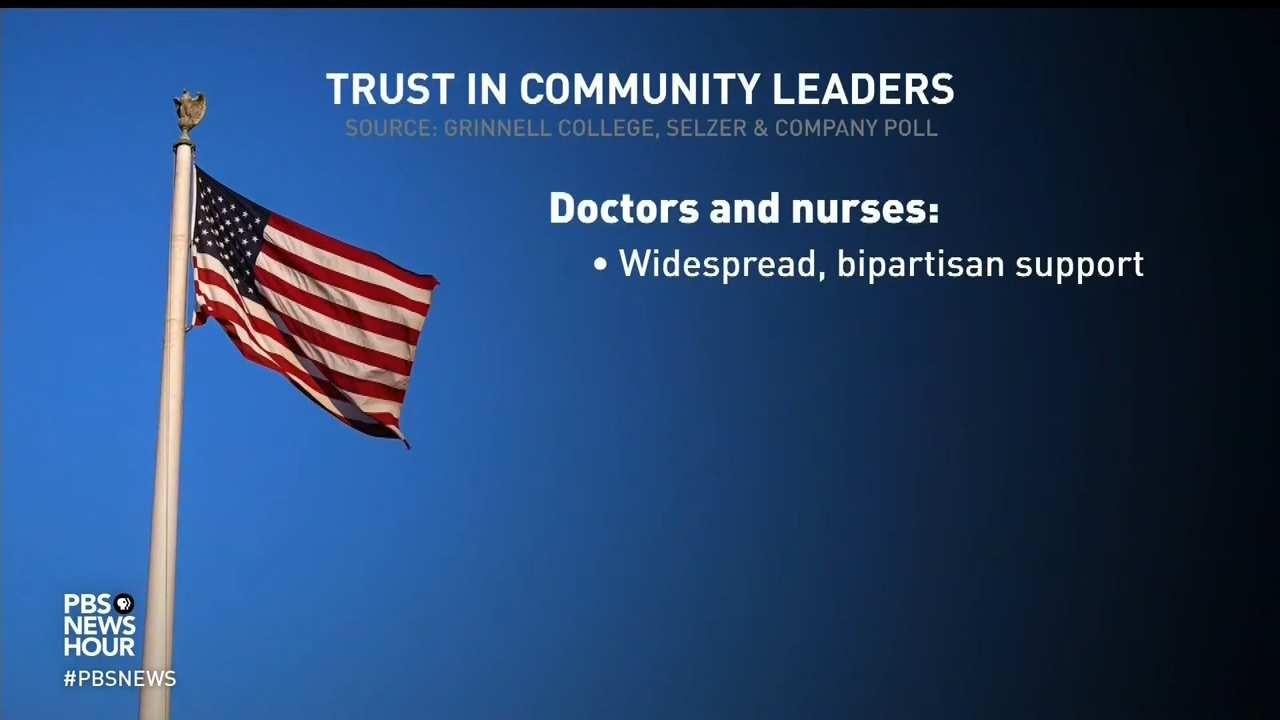 TRUST IN COMMUNITY LEADERS
SOURCE: GRINNELL COLLEGE, SELZER & COMPANY POLL
Doctors and nurses:
• Widespread, bipartisan support
PBS
NEWS
HOUR
#PBSNEWS